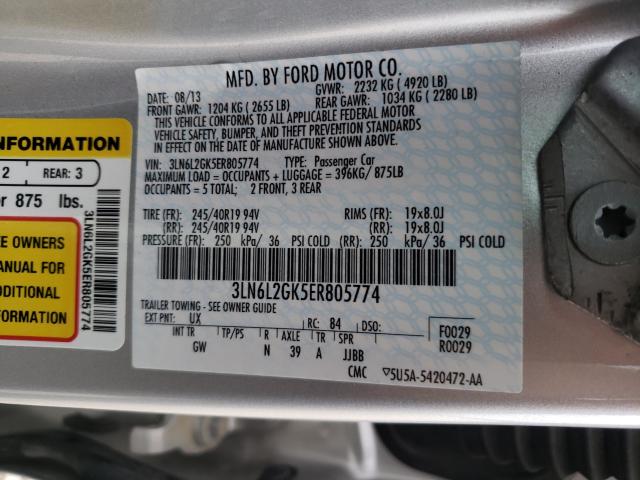 MFD. BY FORD MOTOR CO.
DATE: 08/13 GVWR: 2232 KG ( 4920 LB)
FRONT GAWR: 1204 KG ( 2655 LB) REAR GAWR: 1034 KG ( 2280 LB)
THIS VEHICLE CONFORMS TO ALL APPLICABLE FEDERAL MOTOR
VEHICLE SAFETY, BUMPER, AND THEFT PREVENTION STANDARDS
IN EFFECT ON THE DATE OF MANUFACTURE SHOWN ABOVE.
VIN: 3LN6L2GK5ER805774 TYPE: Passenger Car
MAXIMUM LOAD = OCCUPANTS + LUGGAGE = 396KG/ 875LB
OCCUPANTS = 5 TOTAL; 2 FRONT, 3 REAR
TIRE (FR): 245/40R19 94V RIMS (FR): 19x8.0J
(RR): 245/40R19 94V (RR): 19x8.0J
PRESSURE (FR): 250 kPa/ 36 PSI COLD (RR): 250 kPa/ 36 PSI COLD
3LN6L2GK5ER805774
TRAILER TOWING - SEE OWNER GUIDE
EXT PNT: UX RC: 84 DSO: F0029
INT TR TP/PS R AXLE TR SPR R0029
GW N 39 A JJBB
CMC 5U5A-5420472-AA
INFORMATION
2 REAR: 3
or 875 lbs.
EE OWNERS
MANUAL FOR
ADDITIONAL
INFORMATION
3LN6L2GK5ER805774